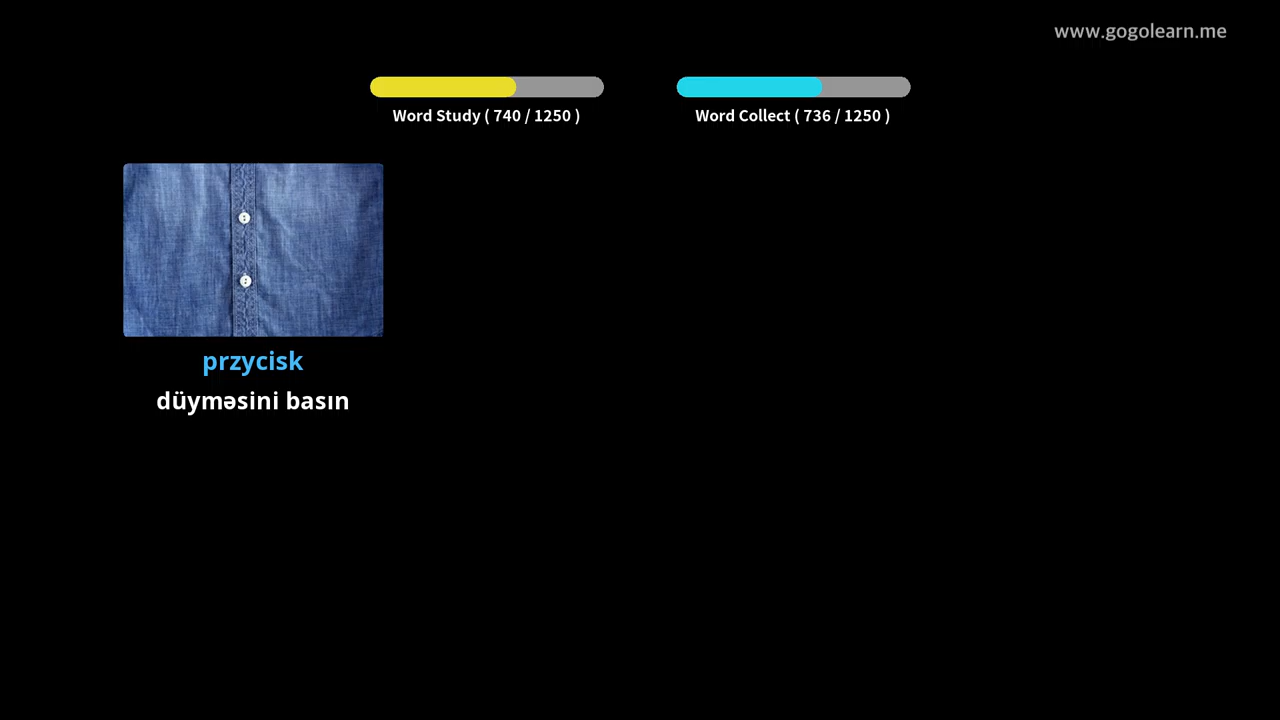 www.gogolearn.me
Word Study ( 740 / 1250 )
Word Collect ( 736 / 1250 )
przycisk
düyməsini basın